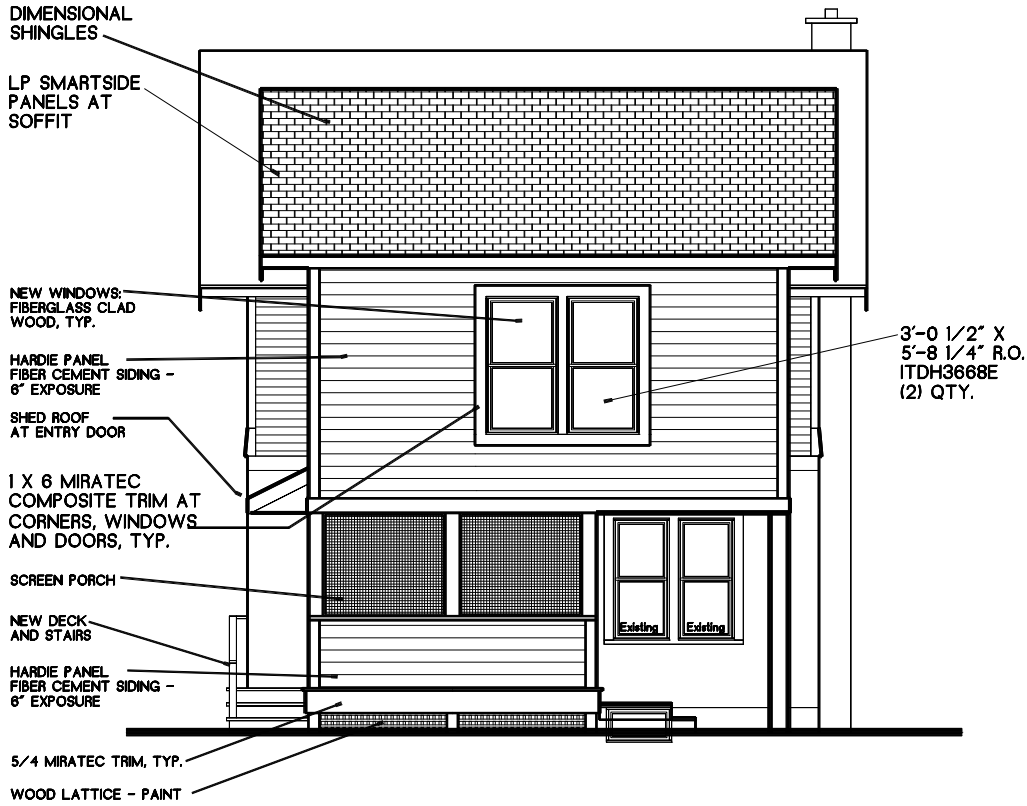 DIMENSIONAL
SHINGLES
LP SMARTSIDE
PANELS AT
SOFFIT
NEW WINDOWS:
FIBERGLASS CLAD
WOOD, TYP.
3'-0 1/2" X
5'-8 1/4" R.O.
ITDH3668E
(2) QTY.
HARDIE PANEL
FIBER CEMENT SIDING -
6" EXPOSURE
SHED ROOF
AT ENTRY DOOR
1 X 6 MIRATEC
COMPOSITE TRIM AT
CORNERS, WINDOWS
AND DOORS, TYP.
SCREEN PORCH
NEW DECK
AND STAIRS
Existing
Existing
HARDIE PANEL
FIBER CEMENT SIDING -
6" EXPOSURE
5/4 MIRATEC TRIM, TYP.
WOOD LATTICE - PAINT